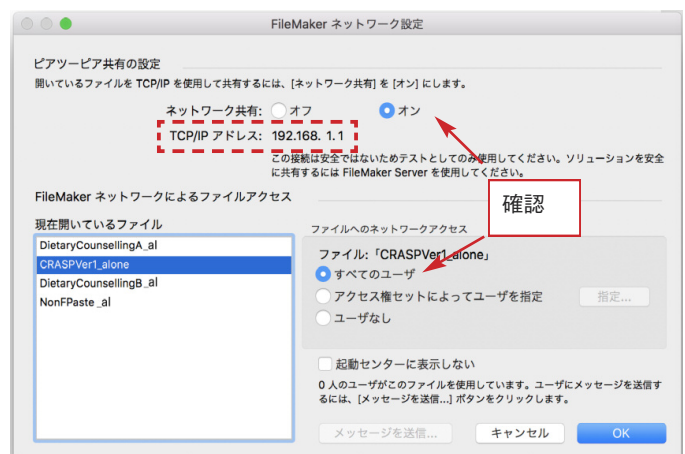 FileMaker ネットワーク設定
ピアツーピア共有の設定
開いているファイルを TCP/IP を使用して共有するには、[ネットワーク共有] を [オン] にします。
ネットワーク共有: オフ オン
TCP/IP アドレス: 192.168. 1. 1
この接続は安全ではないためテストとしてのみ使用してください。ソリューションを安全
に共有するには FileMaker Server を使用してください。
確認
FileMaker ネットワークによるファイルアクセス
現在開いているファイル
DietaryCounsellingA_al
CRASPVer1_alone
DietaryCounsellingB_al
NonFPaste _al
ファイルへのネットワークアクセス
ファイル:「CRASPVer1_alone」
すべてのユーザ
アクセス権セットによってユーザを指定 指定...
ユーザなし
起動センターに表示しない
0 人のユーザがこのファイルを使用しています。ユーザにメッセージを送信す
るには、[メッセージを送信...] ボタンをクリックします。
メッセージを送信... キャンセル OK